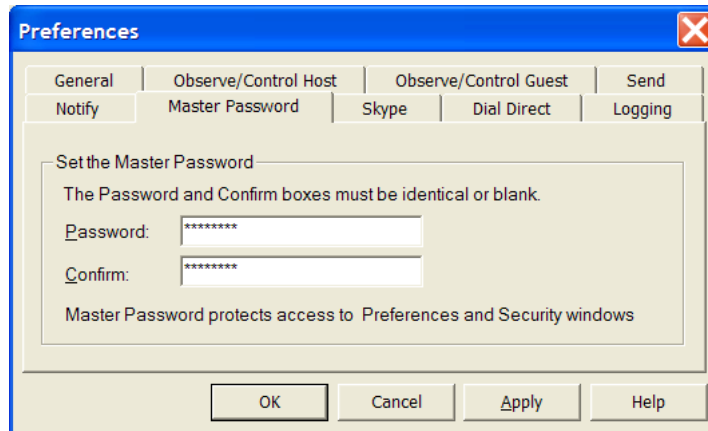 Preferences
General Observe/Control Host Observe/Control Guest Send
Notify Master Password Skype Dial Direct Logging
Set the Master Password
The Password and Confirm boxes must be identical or blank.
Password: ********
Confirm: ********
Master Password protects access to Preferences and Security windows
OK Cancel Apply Help